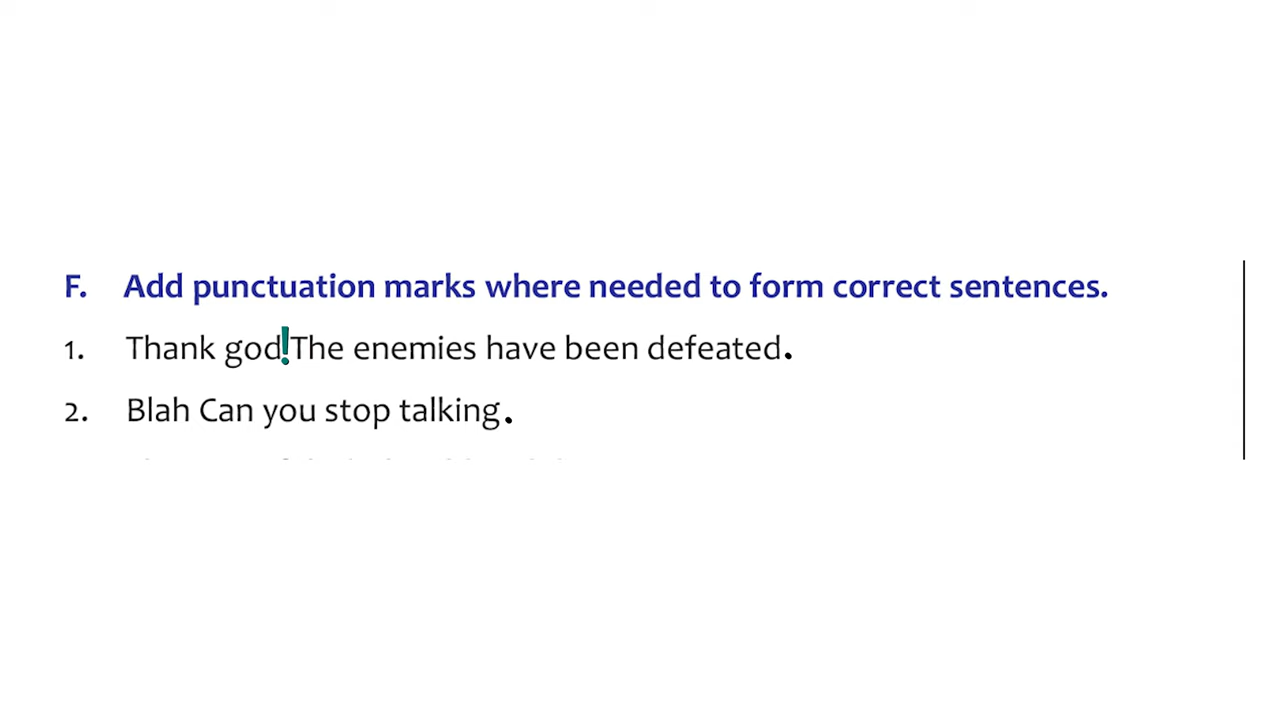 F. Add punctuation marks where needed to form correct sentences.
1. Thank god!The enemies have been defeated.
2. Blah Can you stop talking.